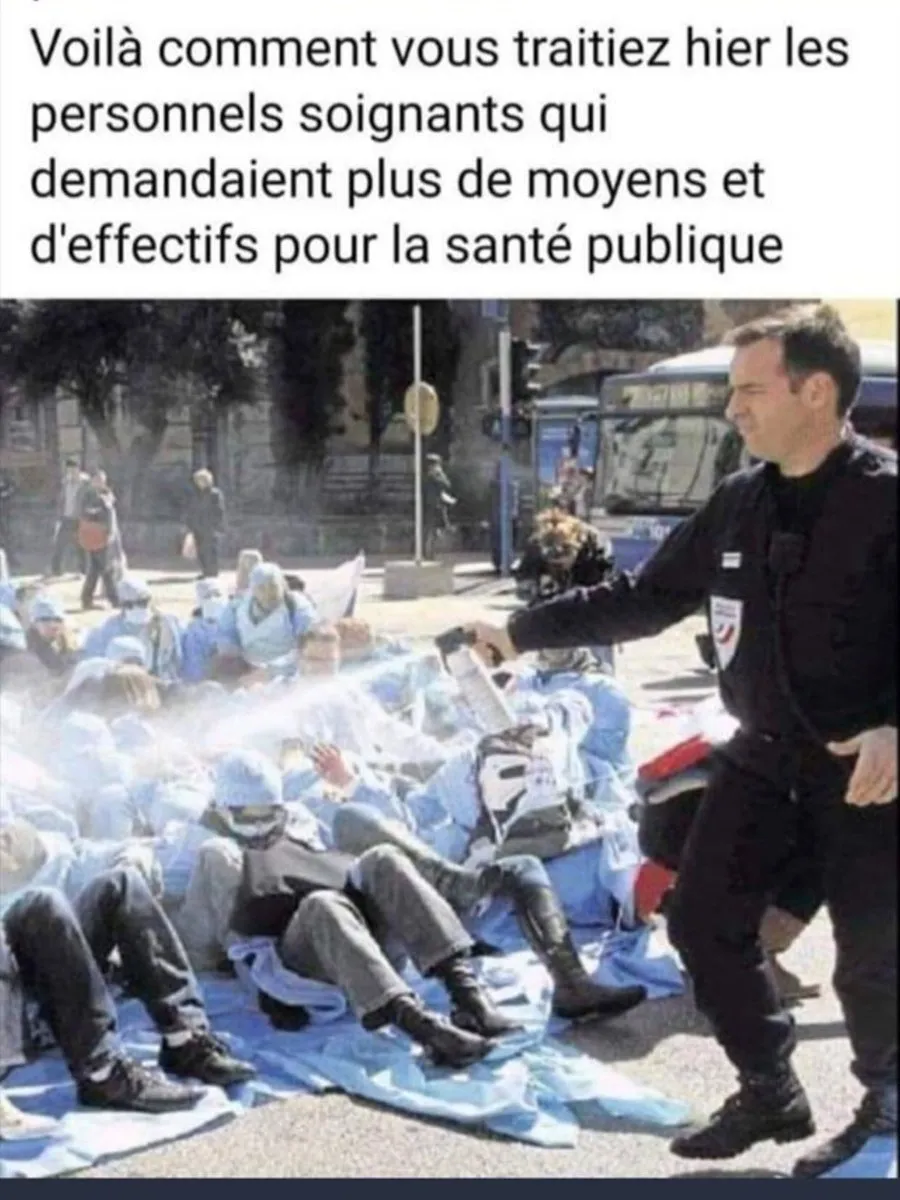 Voilà comment vous traitiez hier les
personnels soignants qui
demandaient plus de moyens et
d'effectifs pour la santé publique